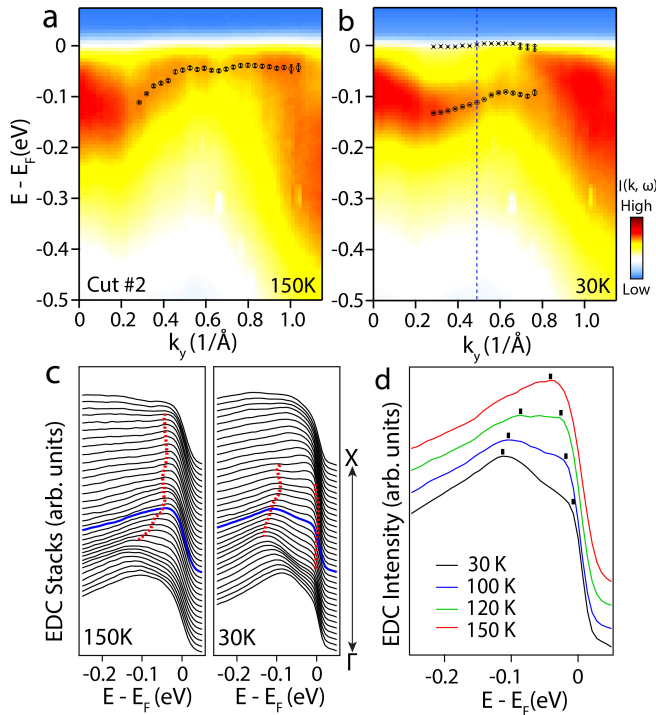 a
b
0
-0.1
-0.2
-0.3
-0.4
-0.5
E - E_F(eV)
Cut #2
150K
0
0.2
0.4
0.6
0.8
1.0
k_y(1/Å)
0
-0.1
-0.2
-0.3
-0.4
-0.5
30K
0
0.2
0.4
0.6
0.8
1.0
k_y(1/Å)
I(k, ω)
High
Low
c
EDC Stacks (arb. units)
150K
-0.2
-0.1
0
E - E_F (eV)
30K
-0.2
-0.1
0
E - E_F (eV)
X
Γ
d
EDC Intensity (arb. units)
30 K
100 K
120 K
150 K
-0.2
-0.1
0
E - E_F (eV)